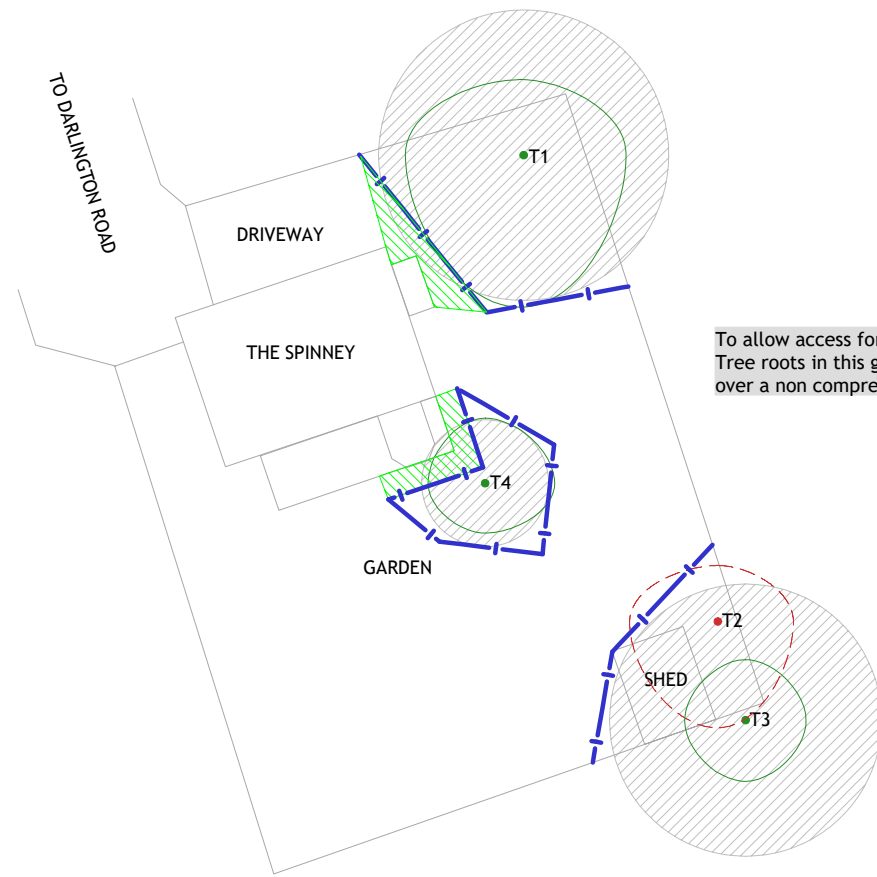 TO DARLINGTON ROAD
T1
DRIVEWAY
THE SPINNEY
To allow access for
Tree roots in this g
over a non compre
T4
GARDEN
T2
SHED
T3